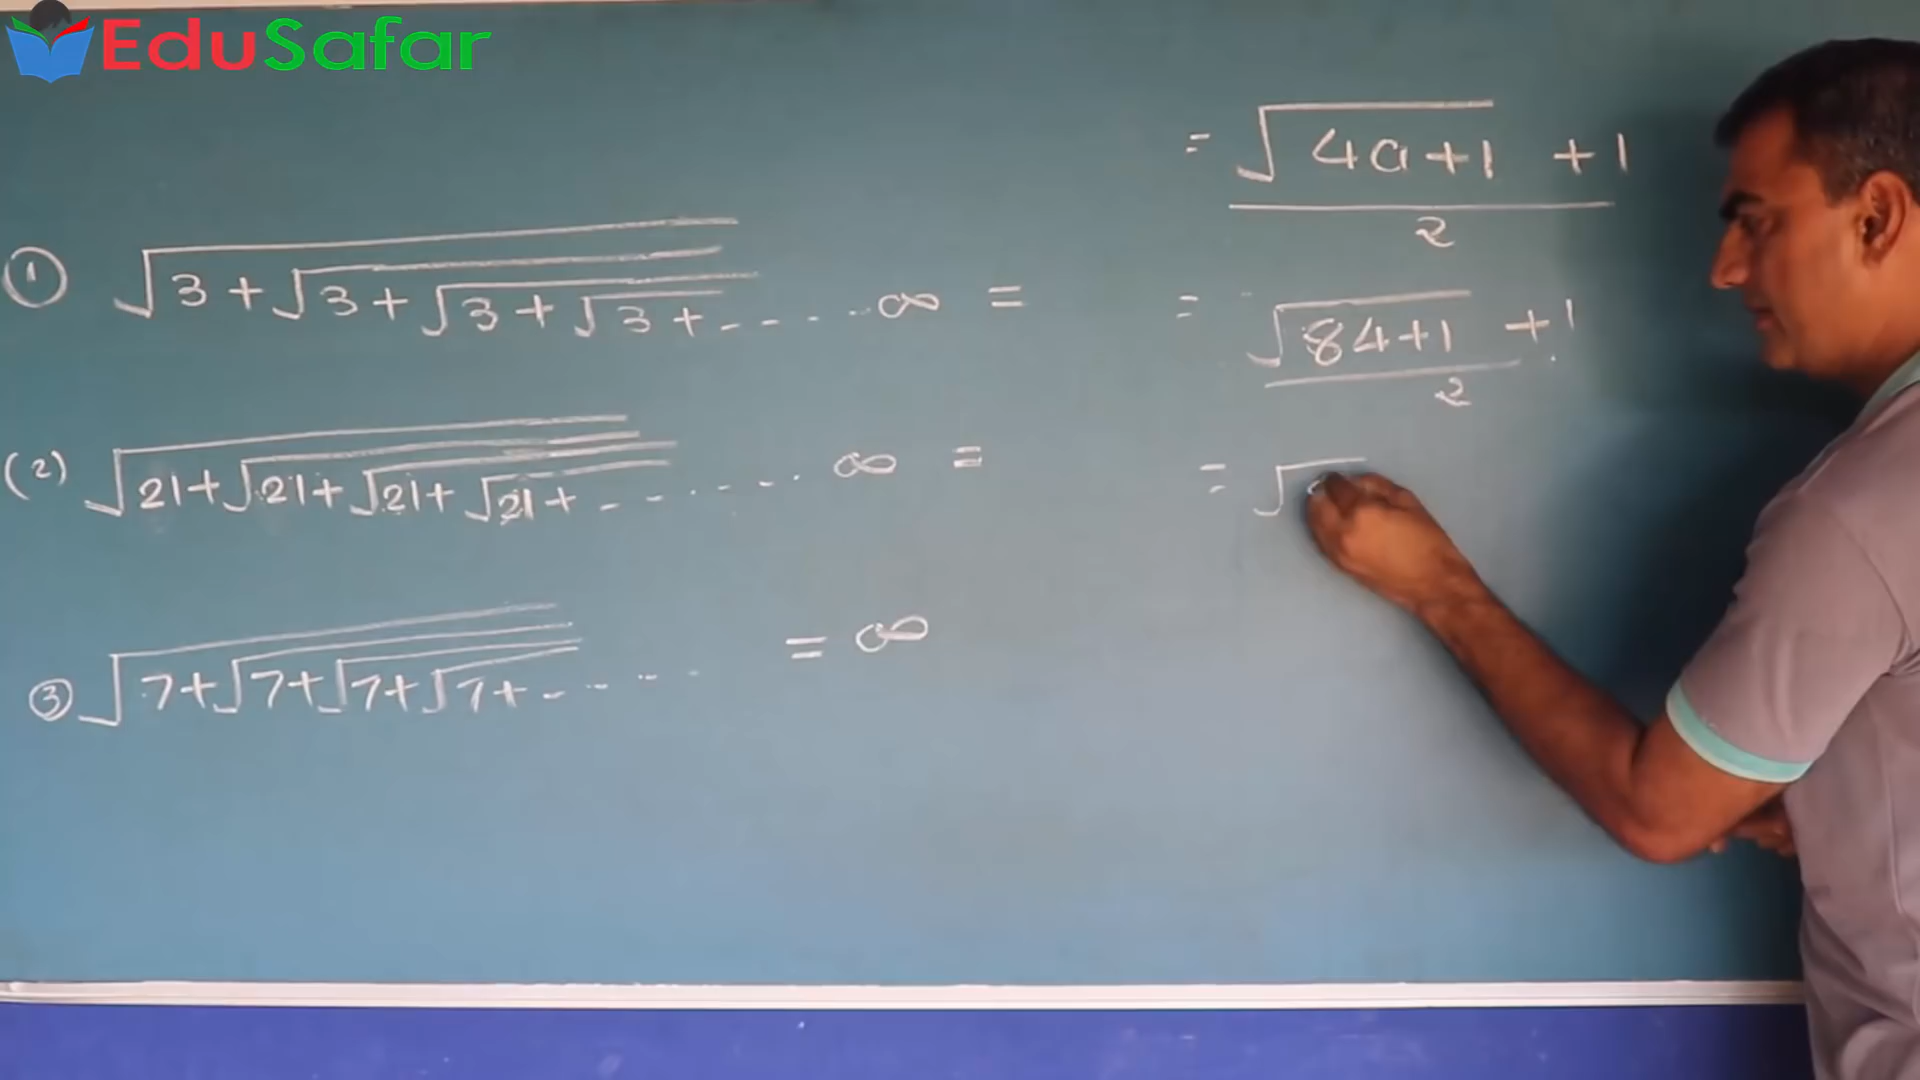 EduSafar
① √3+√3+√3+√3+.....∞ =
(2) √21+√21+√21+√21+.......∞ =
③ √7+√7+√7+√7+..... = ∞
= √4a+1 +1
2
= √84+1 +1
2
= √